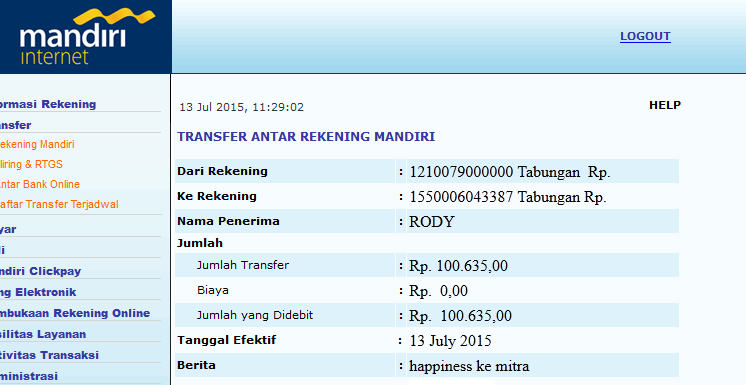 mandiri
internet
LOGOUT
13 Jul 2015, 11:29:02
HELP
TRANSFER ANTAR REKENING MANDIRI
Dari Rekening : 1210079000000 Tabungan Rp.
Ke Rekening : 1550006043387 Tabungan Rp.
Nama Penerima : RODY
Jumlah
Jumlah Transfer : Rp. 100.635,00
Biaya : Rp. 0,00
Jumlah yang Didebit : Rp. 100.635,00
Tanggal Efektif : 13 July 2015
Berita : happiness ke mitra
ormasi Rekening
ansfer
ekening Mandiri
liring & RTGS
ntar Bank Online
aftar Transfer Terjadwal
yar
li
ndiri Clickpay
ng Elektronik
mbukaan Rekening Online
silitas Layanan
tivitas Transaksi
ministrasi